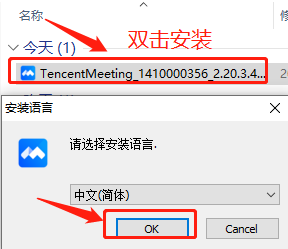 名称
今天 (1)
双击安装
TencentMeeting_1410000356_2.20.3.4...
安装语言
请选择安装语言.
中文(简体)
OK
Cancel